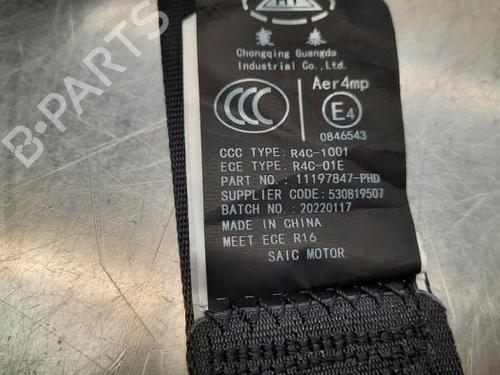 Chongqing Guangda
Industrial Co.,Ltd.
CCC
Aer4mp
E4
0846543
CCC TYPE: R4C-1001
ECE TYPE: R4C-01E
PART NO.: 11197847-PHD
SUPPLIER CODE: 530819507
BATCH NO.: 20220117
MADE IN CHINA
MEET ECE R16
SAIC MOTOR
B-PARTS